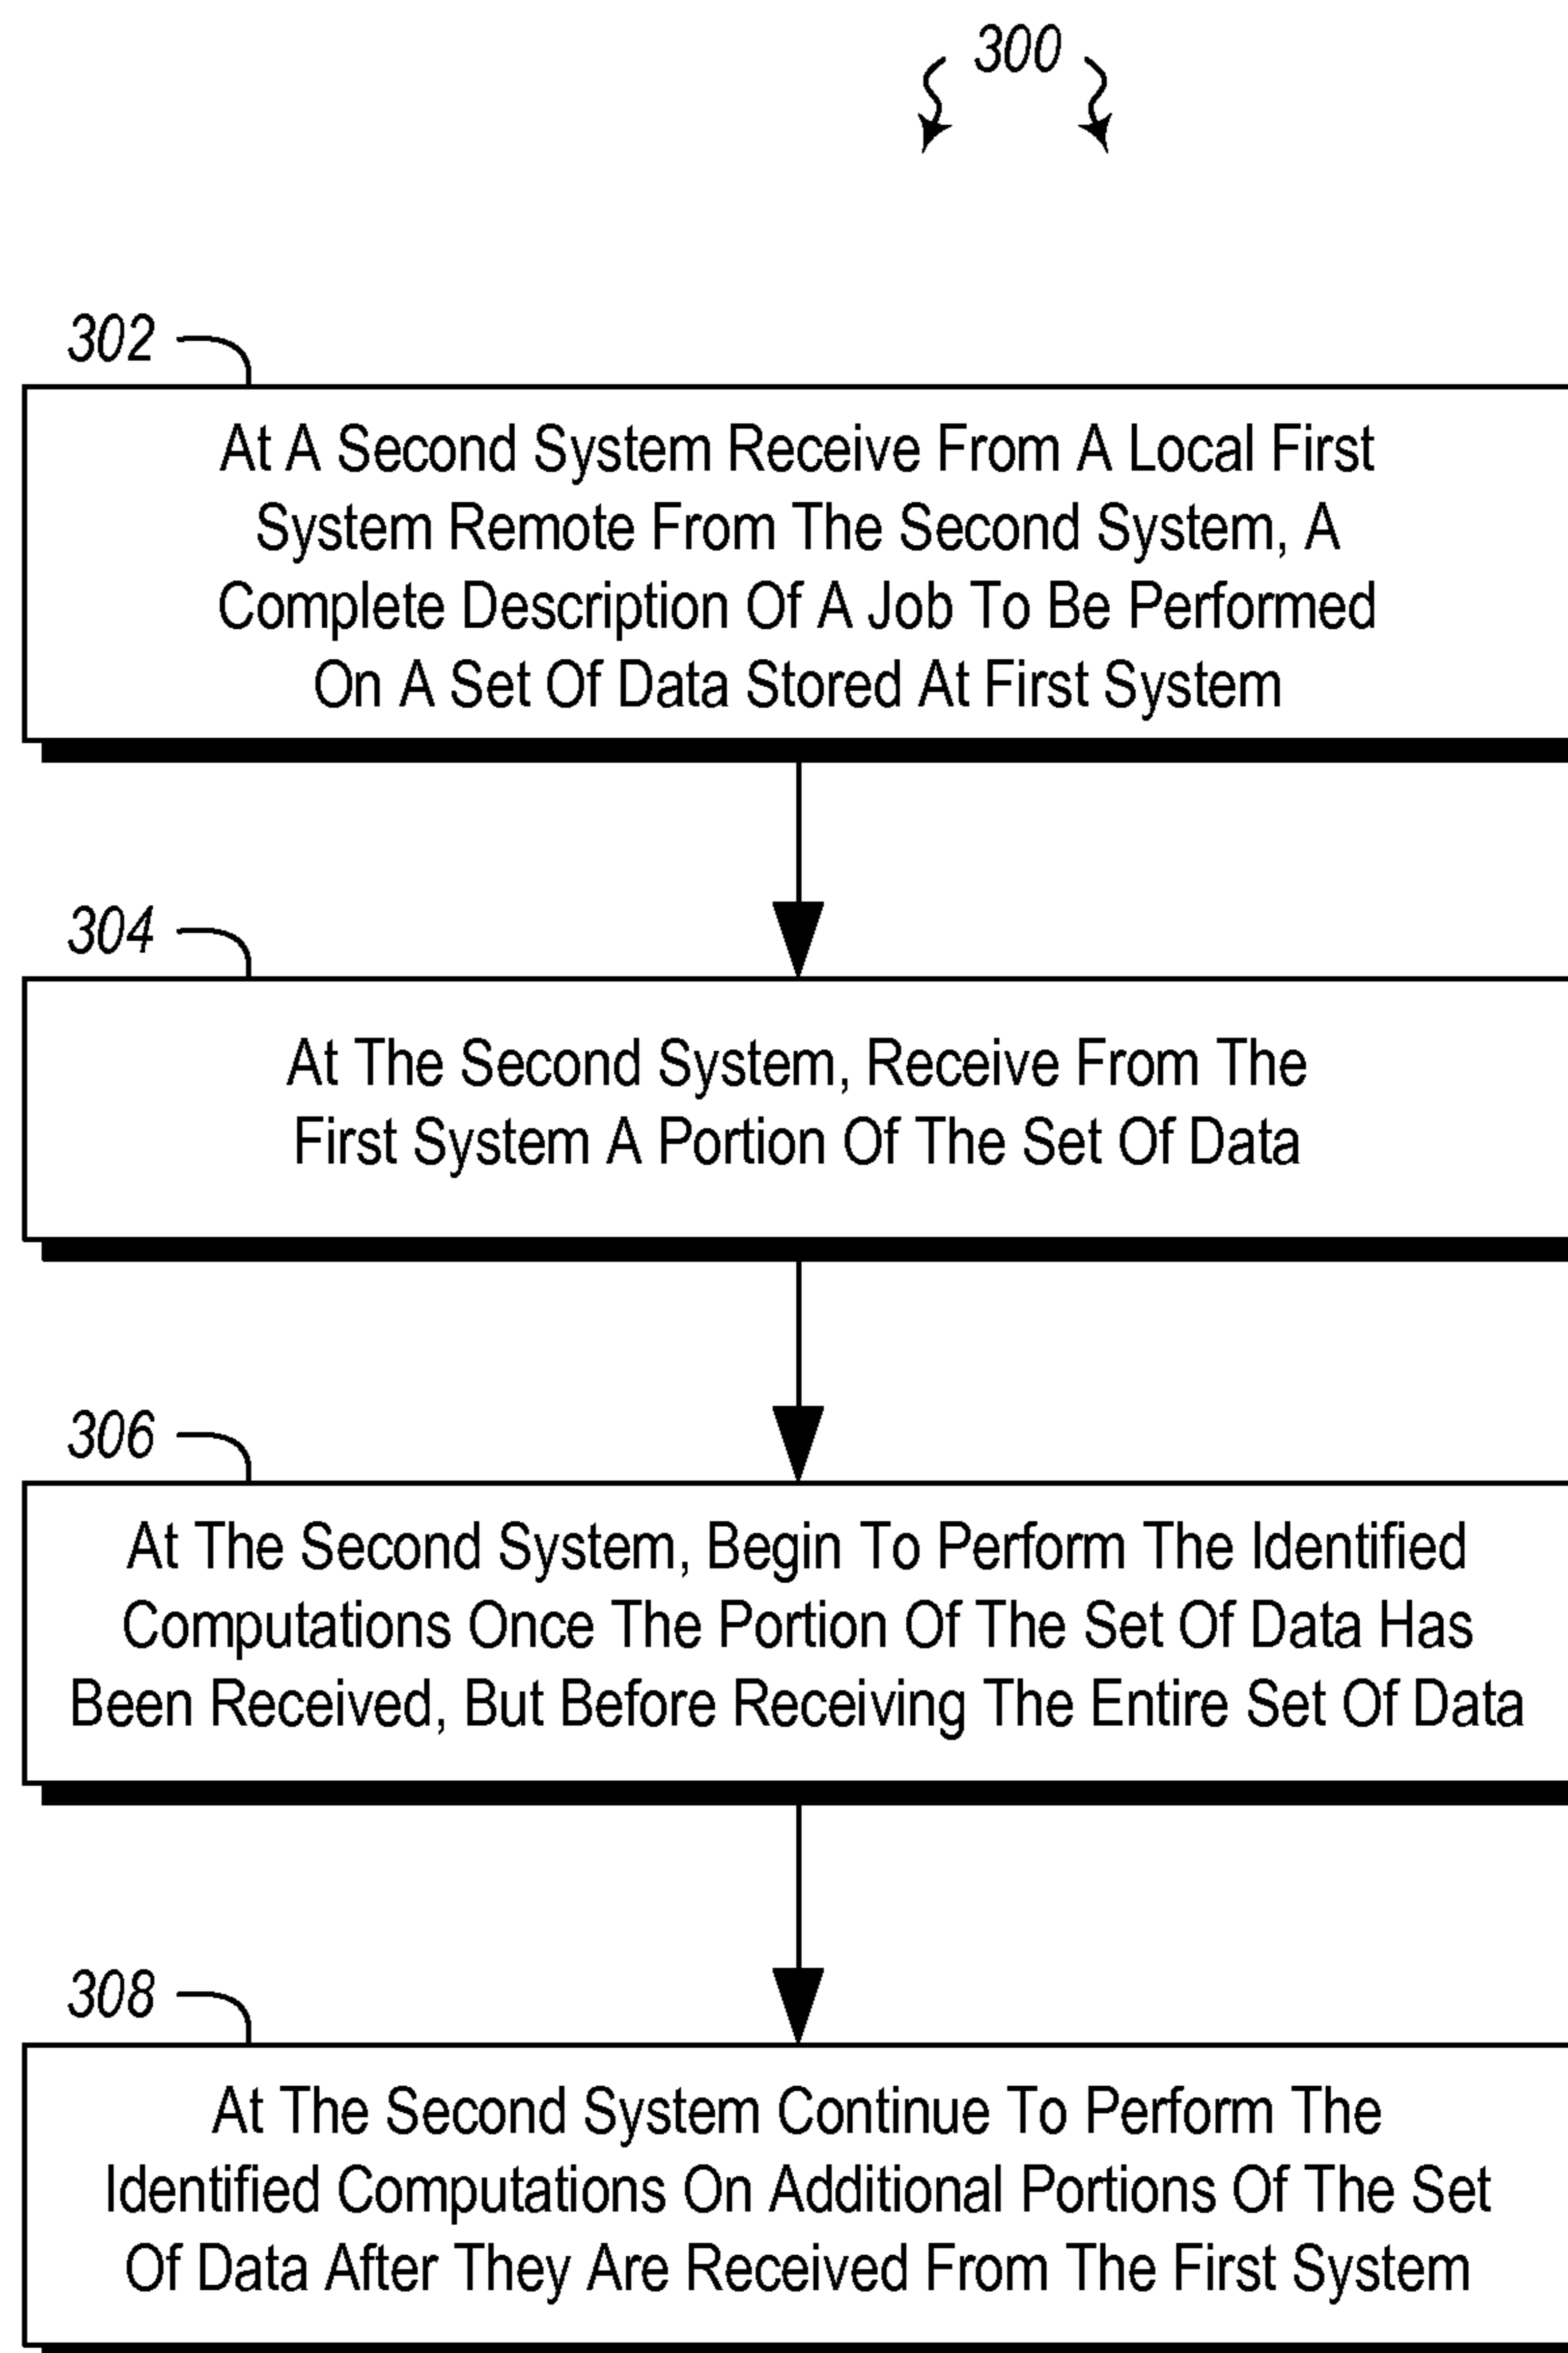 300
302
At A Second System Receive From A Local First
System Remote From The Second System, A
Complete Description Of A Job To Be Performed
On A Set Of Data Stored At First System
304
At The Second System, Receive From The
First System A Portion Of The Set Of Data
306
At The Second System, Begin To Perform The Identified
Computations Once The Portion Of The Set Of Data Has
Been Received, But Before Receiving The Entire Set Of Data
308
At The Second System Continue To Perform The
Identified Computations On Additional Portions Of The Set
Of Data After They Are Received From The First System